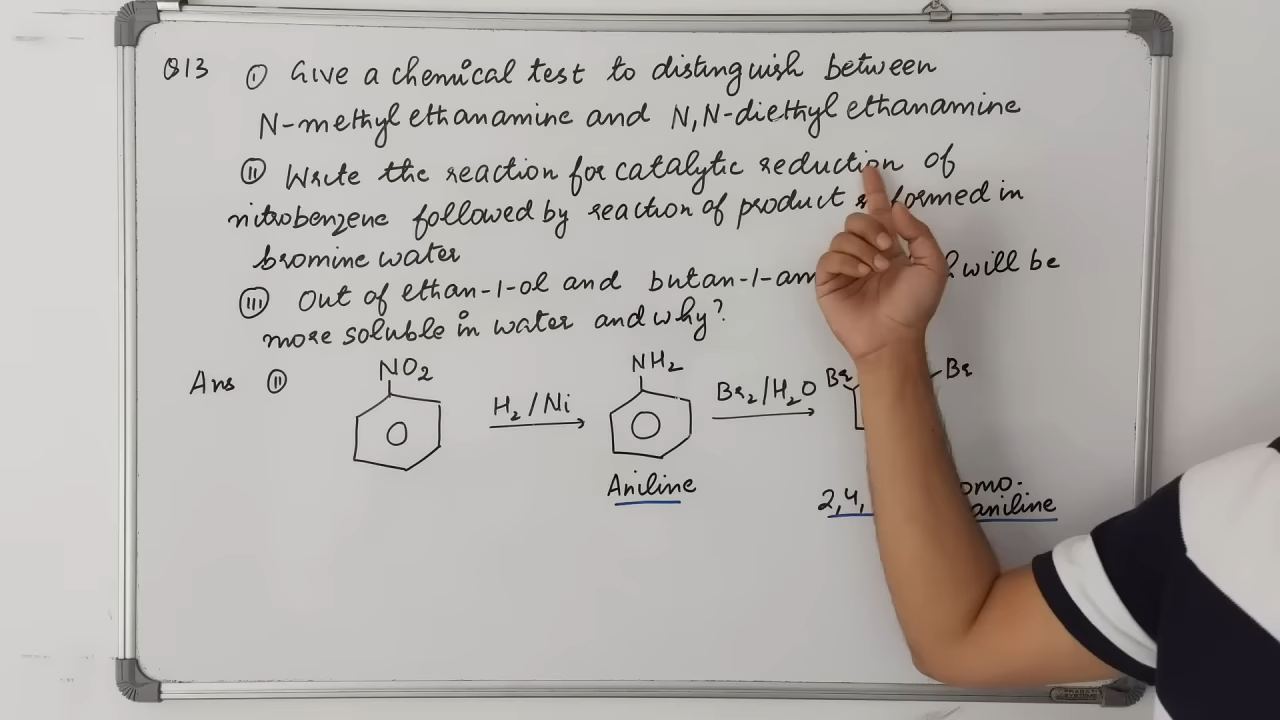 Q13 (i) Give a chemical test to distinguish between
N-methyl ethanamine and N,N-diethyl ethanamine
(ii) Write the reaction for catalytic reduction of
nitrobenzene followed by reaction of product formed in
bromine water
(iii) Out of ethan-1-ol and butan-1-am will be
more soluble in water and why?
Ans (ii)
NO2
H2/Ni
NH2
Aniline
Br2/H2O
Br Br
2,4, omo-
aniline